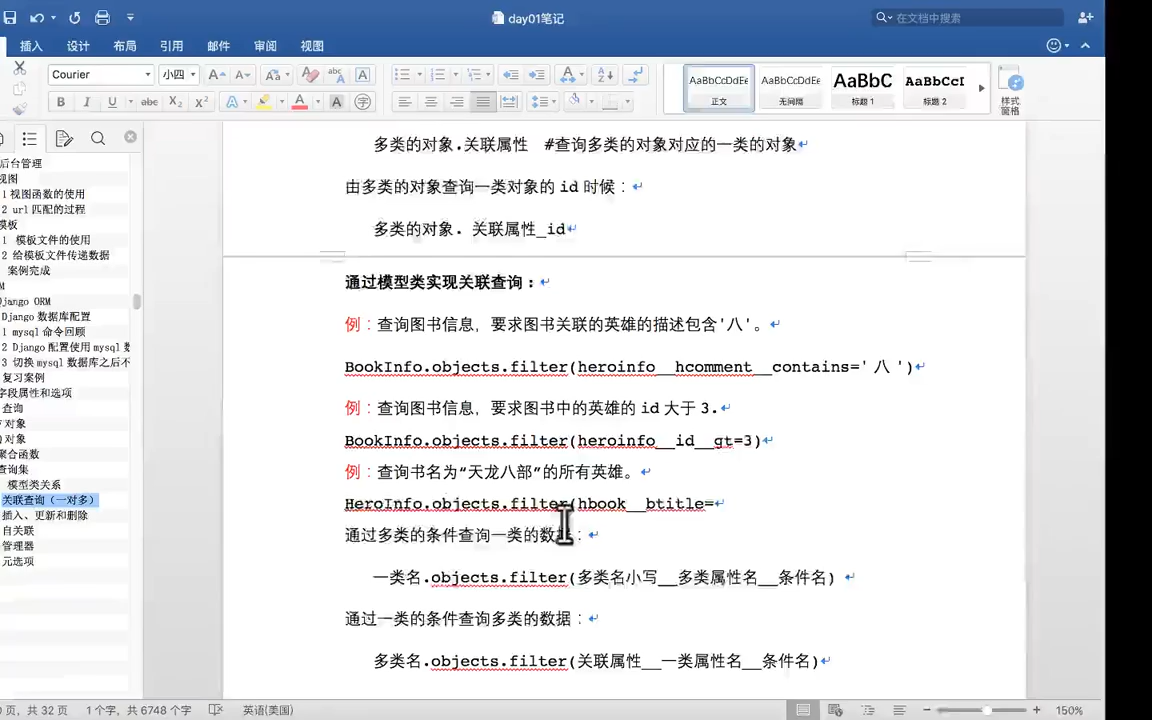 day01笔记
在文档中搜索
插入 设计 布局 引用 邮件 审阅 视图
Courier 小四
AaBbCcDdEe AaBbCcDdEe AaBbC AaBbCcI
正文 无间隔 标题 1 标题 2 样式
窗格
后台管理
视图
1 视图函数的使用
2 url 匹配的过程
模板
1 模板文件的使用
2 给模板文件传递数据
案例完成
Django ORM
Django 数据库配置
1 mysql 命令回顾
2 Django 配置使用 mysql 数
3 切换 mysql 数据库之后不
复习案例
字段属性和选项
查询
对象
对象
聚合函数
查询集
模型类关系
关联查询（一对多）
插入、更新和删除
自关联
管理器
元选项
多类的对象.关联属性 #查询多类的对象对应的一类的对象
由多类的对象查询一类对象的 id 时候：
多类的对象. 关联属性_id
通过模型类实现关联查询：
例：查询图书信息，要求图书关联的英雄的描述包含'八'。
BookInfo.objects.filter(heroinfo__hcomment__contains='八')
例：查询图书信息，要求图书中的英雄的 id 大于 3.
BookInfo.objects.filter(heroinfo__id__gt=3)
例：查询书名为“天龙八部”的所有英雄。
HeroInfo.objects.filter(hbook__btitle=
通过多类的条件查询一类的数据：
一类名.objects.filter(多类名小写__多类属性名__条件名)
通过一类的条件查询多类的数据：
多类名.objects.filter(关联属性__一类属性名__条件名)
页，共 32 页 1 个字，共 6748 个字 英语(美国) 150%